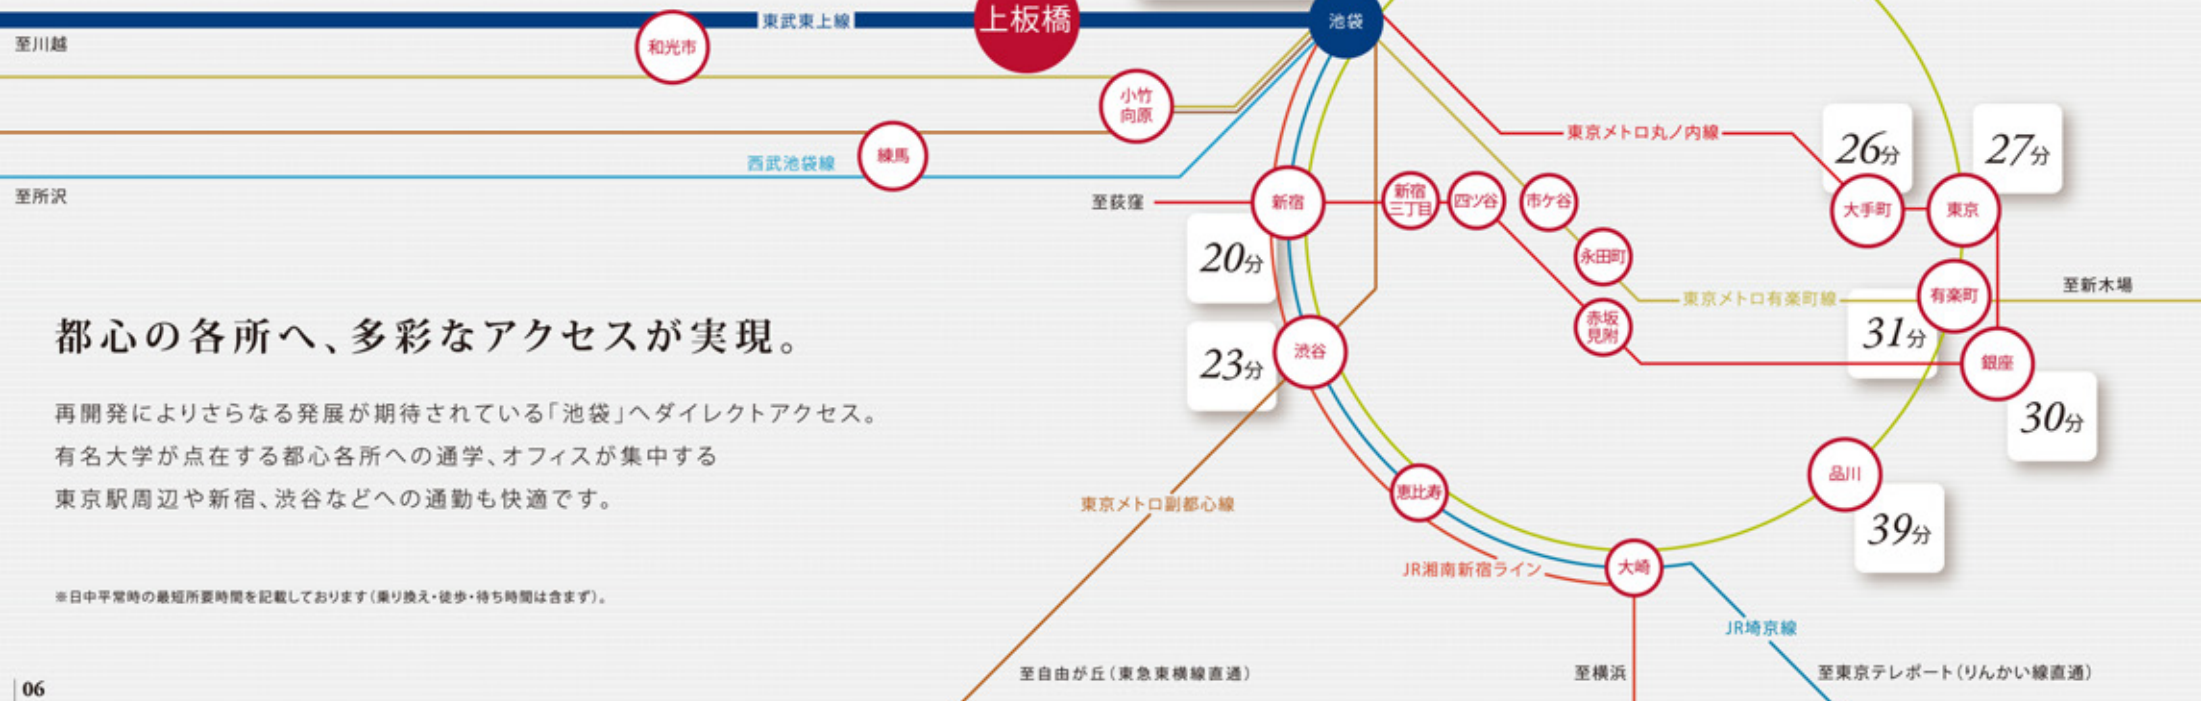 東武東上線
上板橋
池袋
至川越
和光市
小竹
向原
東京メトロ丸ノ内線
26分
27分
西武池袋線
練馬
至所沢
至荻窪
新宿
新宿
三丁目
四ツ谷
市ケ谷
大手町
東京
20分
永田町
東京メトロ有楽町線
有楽町
至新木場
赤坂
見附
31分
都心の各所へ、多彩なアクセスが実現。
23分
渋谷
銀座
30分
再開発によりさらなる発展が期待されている「池袋」へダイレクトアクセス。
有名大学が点在する都心各所への通学、オフィスが集中する
東京駅周辺や新宿、渋谷などへの通勤も快適です。
品川
東京メトロ副都心線
恵比寿
39分
JR湘南新宿ライン
大崎
※日中平常時の最短所要時間を記載しております(乗り換え・徒歩・待ち時間は含まず)。
JR埼京線
至自由が丘(東急東横線直通)
至横浜
至東京テレポート(りんかい線直通)
06